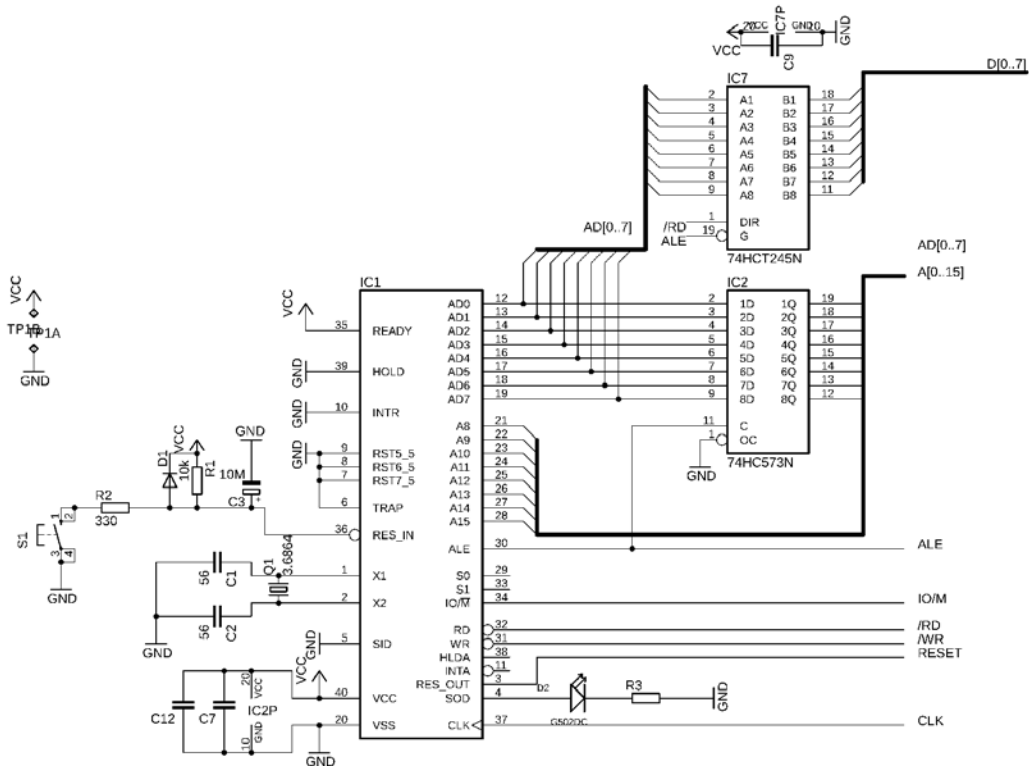 VCC
20
VCC
IC7P
GND
10
GND
C9
D[0..7]
IC7
2 A1 B1 18
3 A2 B2 17
4 A3 B3 16
5 A4 B4 15
6 A5 B5 14
7 A6 B6 13
8 A7 B7 12
9 A8 B8 11
1 DIR
19 G
/RD
ALE
74HCT245N
AD[0..7]
AD[0..7]
A[0..15]
IC2
2 1D 1Q 19
3 2D 2Q 18
4 3D 3Q 17
5 4D 4Q 16
6 5D 5Q 15
7 6D 6Q 14
8 7D 7Q 13
9 8D 8Q 12
11 C
1 OC
GND
74HC573N
VCC
TP1B
TP1A
GND
IC1
VCC
35 READY
GND
39 HOLD
GND
10 INTR
GND
9 RST5_5
8 RST6_5
7 RST7_5
6 TRAP
36 RES_IN
1 X1
2 X2
GND
5 SID
40 VCC
20 VSS
AD0 12
AD1 13
AD2 14
AD3 15
AD4 16
AD5 17
AD6 18
AD7 19
A8 21
A9 22
A10 23
A11 24
A12 25
A13 26
A14 27
A15 28
ALE 30 ALE
S0 29
S1 33
IO/M 34 IO/M
RD 32 /RD
WR 31 /WR
HLDA 38 RESET
INTA 11
RES_OUT 3
SOD 4
CLK 37 CLK
D2
G502DC
R3
GND
GND
VCC
D1
10k
R1
10M
C3
+
R2
330
S1
1
2
3
4
GND
56
C1
56
C2
GND
Q1
3.6864
VCC
C12
C7
20
VCC
IC2P
10
GND
GND